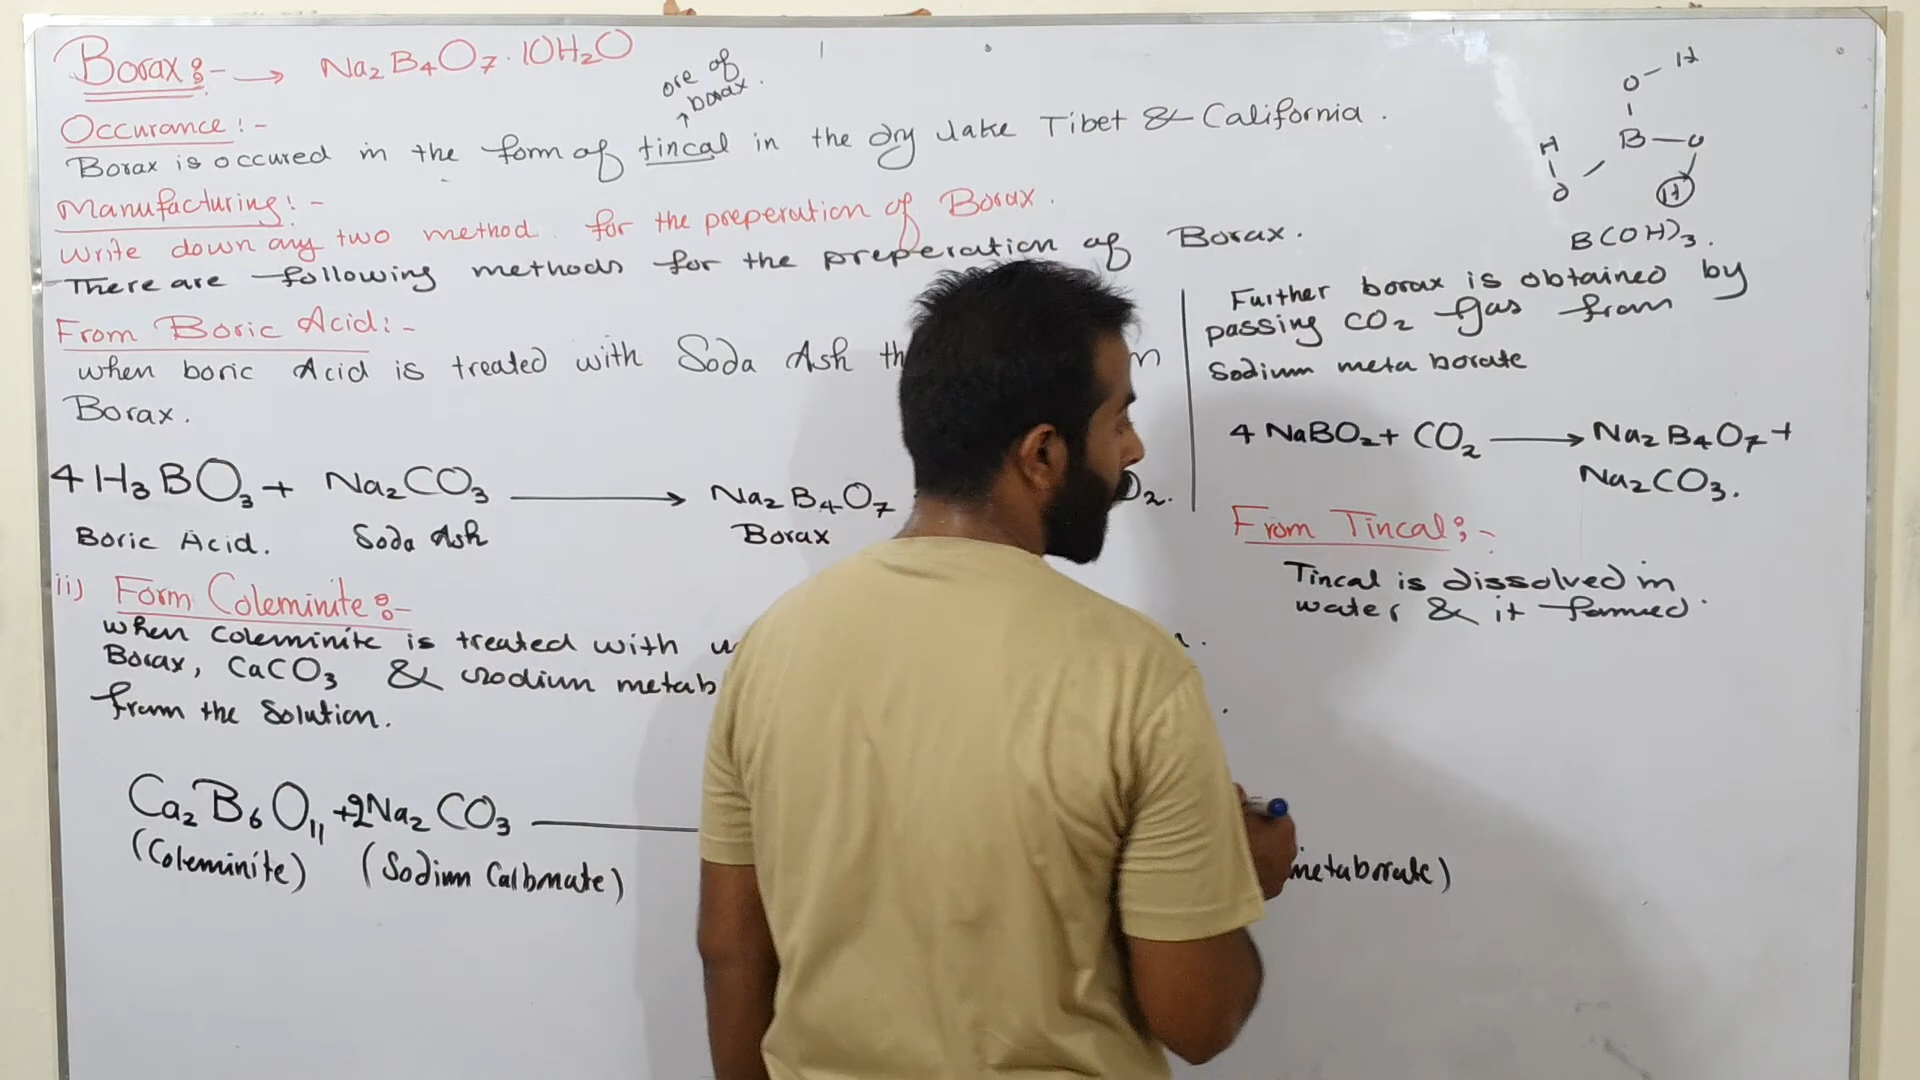 Borax :- → Na2B4O7.10H2O
ore of
borax.
Occurance :-
Borax is occured in the form of tincal in the dry lake Tibet & California.
Manufacturing :-
write down any two method. for the preperation of Borax.
There are following methods for the preperation of Borax.
From Boric Acid :-
when boric Acid is treated with Soda Ash th
Borax.
4 H3BO3 + Na2CO3 → Na2B4O7
Boric Acid. Soda Ash Borax
ii) Form Coleminite :-
when coleminite is treated with
Borax, CaCO3 & sodium metab
from the Solution.
Ca2B6O11 + 2Na2CO3
(Coleminite) (Sodium Calbonate) metaborate)
O - H
H B - O
O H
B(OH)3.
Further borax is obtained by
passing CO2 gas from
Sodium meta borate
4 NaBO2 + CO2 → Na2B4O7 +
Na2CO3.
From Tincal :-
Tincal is dissolved in
water & it formed.